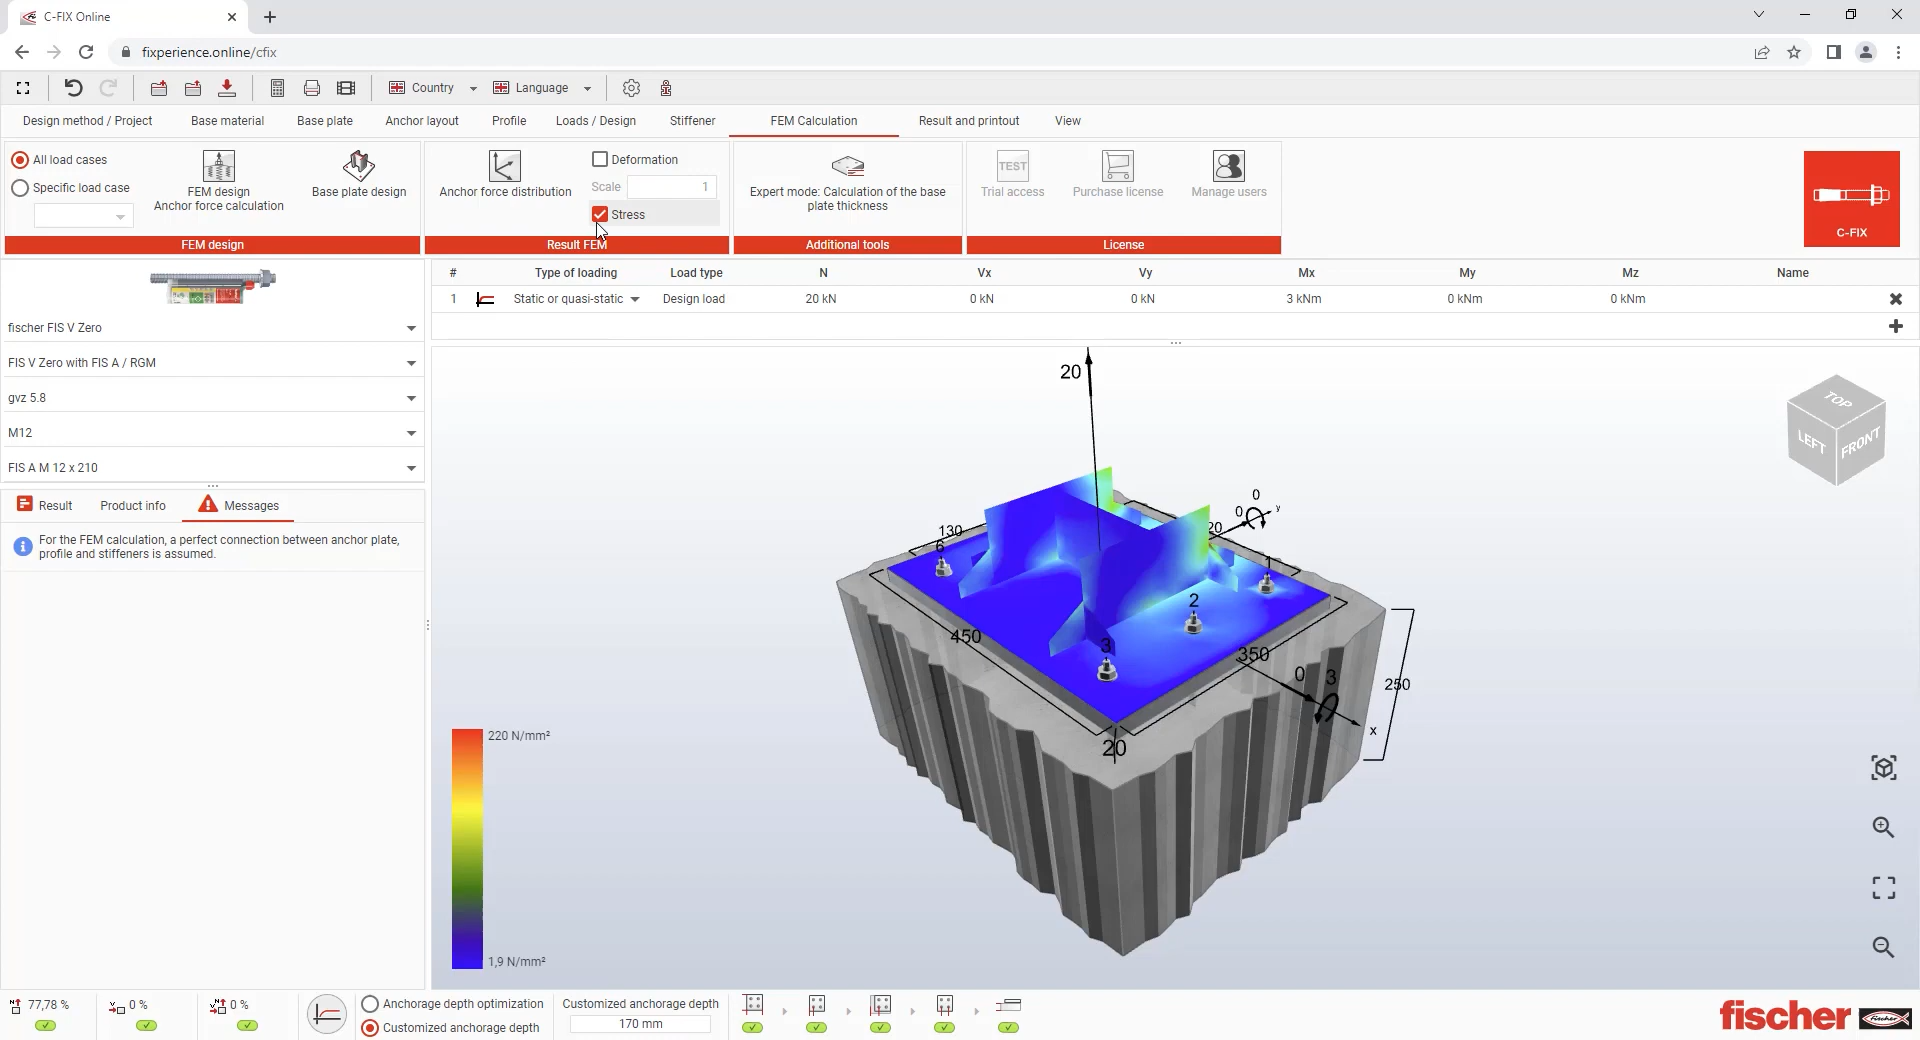 C-FIX Online
fixperience.online/cfix
Country
Language
Design method / Project
Base material
Base plate
Anchor layout
Profile
Loads / Design
Stiffener
FEM Calculation
Result and printout
View
All load cases
Specific load case
FEM design
Anchor force calculation
Base plate design
FEM design
Anchor force distribution
Deformation
Scale
1
Stress
Result FEM
Expert mode: Calculation of the base
plate thickness
Additional tools
TEST
Trial access
Purchase license
Manage users
License
C-FIX
# Type of loading Load type N Vx Vy Mx My Mz Name
1 Static or quasi-static Design load 20 kN 0 kN 0 kN 3 kNm 0 kNm 0 kNm
fischer FIS V Zero
FIS V Zero with FIS A / RGM
gvz 5.8
M12
FIS A M 12 x 210
Result
Product info
Messages
For the FEM calculation, a perfect connection between anchor plate,
profile and stiffeners is assumed.
20
TOP
LEFT
FRONT
0
0
y
20
130
6
1
2
3
450
350
0
3
250
x
20
220 N/mm²
1,9 N/mm²
77,78 %
0 %
0 %
Anchorage depth optimization
Customized anchorage depth
Customized anchorage depth
170 mm
fischer